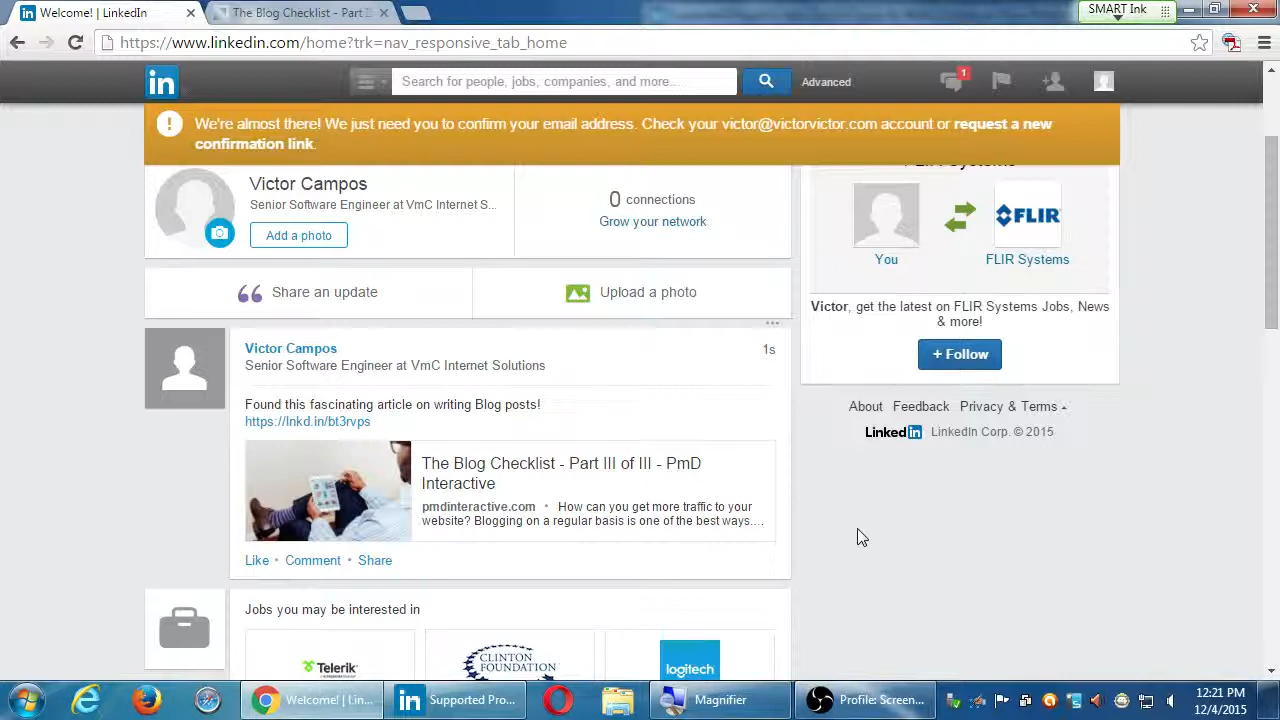 Welcome! | LinkedIn
The Blog Checklist - Part I
SMART Ink
https://www.linkedin.com/home?trk=nav_responsive_tab_home
in
Search for people, jobs, companies, and more...
Advanced
1
We're almost there! We just need you to confirm your email address. Check your victor@victorvictor.com account or request a new
confirmation link.
Victor Campos
Senior Software Engineer at VmC Internet S...
Add a photo
0 connections
Grow your network
FLIR Systems
FLIR
You
FLIR Systems
Victor, get the latest on FLIR Systems Jobs, News
& more!
+ Follow
Share an update
Upload a photo
Victor Campos
1s
Senior Software Engineer at VmC Internet Solutions
Found this fascinating article on writing Blog posts!
https://lnkd.in/bt3rvps
The Blog Checklist - Part III of III - PmD
Interactive
pmdinteractive.com • How can you get more traffic to your
website? Blogging on a regular basis is one of the best ways....
Like • Comment • Share
About Feedback Privacy & Terms
LinkedIn LinkedIn Corp. © 2015
Jobs you may be interested in
Telerik
CLINTON
FOUNDATION
logitech
Welcome! | Lin...
in
Supported Pro...
Magnifier
Profile: Screen...
12:21 PM
12/4/2015